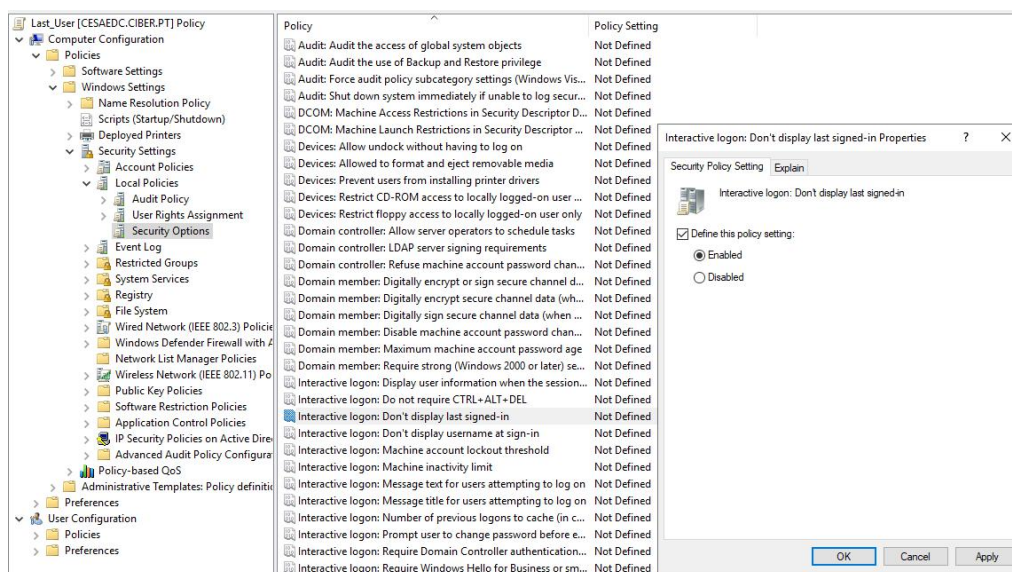 Last_User [CESAEDC.CIBER.PT] Policy
Computer Configuration
Policies
Software Settings
Windows Settings
Name Resolution Policy
Scripts (Startup/Shutdown)
Deployed Printers
Security Settings
Account Policies
Local Policies
Audit Policy
User Rights Assignment
Security Options
Event Log
Restricted Groups
System Services
Registry
File System
Wired Network (IEEE 802.3) Policie
Windows Defender Firewall with A
Network List Manager Policies
Wireless Network (IEEE 802.11) Po
Public Key Policies
Software Restriction Policies
Application Control Policies
IP Security Policies on Active Dire
Advanced Audit Policy Configura
Policy-based QoS
Administrative Templates: Policy definitio
Preferences
User Configuration
Policies
Preferences
Policy Policy Setting
Audit: Audit the access of global system objects Not Defined
Audit: Audit the use of Backup and Restore privilege Not Defined
Audit: Force audit policy subcategory settings (Windows Vis... Not Defined
Audit: Shut down system immediately if unable to log secur... Not Defined
DCOM: Machine Access Restrictions in Security Descriptor D... Not Defined
DCOM: Machine Launch Restrictions in Security Descriptor ... Not Defined
Devices: Allow undock without having to log on Not Defined
Devices: Allowed to format and eject removable media Not Defined
Devices: Prevent users from installing printer drivers Not Defined
Devices: Restrict CD-ROM access to locally logged-on user ... Not Defined
Devices: Restrict floppy access to locally logged-on user only Not Defined
Domain controller: Allow server operators to schedule tasks Not Defined
Domain controller: LDAP server signing requirements Not Defined
Domain controller: Refuse machine account password chan... Not Defined
Domain member: Digitally encrypt or sign secure channel d... Not Defined
Domain member: Digitally encrypt secure channel data (wh... Not Defined
Domain member: Digitally sign secure channel data (when ... Not Defined
Domain member: Disable machine account password chan... Not Defined
Domain member: Maximum machine account password age Not Defined
Domain member: Require strong (Windows 2000 or later) se... Not Defined
Interactive logon: Display user information when the session... Not Defined
Interactive logon: Do not require CTRL+ALT+DEL Not Defined
Interactive logon: Don't display last signed-in Not Defined
Interactive logon: Don't display username at sign-in Not Defined
Interactive logon: Machine account lockout threshold Not Defined
Interactive logon: Machine inactivity limit Not Defined
Interactive logon: Message text for users attempting to log on Not Defined
Interactive logon: Message title for users attempting to log on Not Defined
Interactive logon: Number of previous logons to cache (in c... Not Defined
Interactive logon: Prompt user to change password before e... Not Defined
Interactive logon: Require Domain Controller authentication... Not Defined
Interactive logon: Require Windows Hello for Business or sm... Not Defined
Interactive logon: Don't display last signed-in Properties ? X
Security Policy Setting Explain
Interactive logon: Don't display last signed-in
Define this policy setting:
Enabled
Disabled
OK Cancel Apply